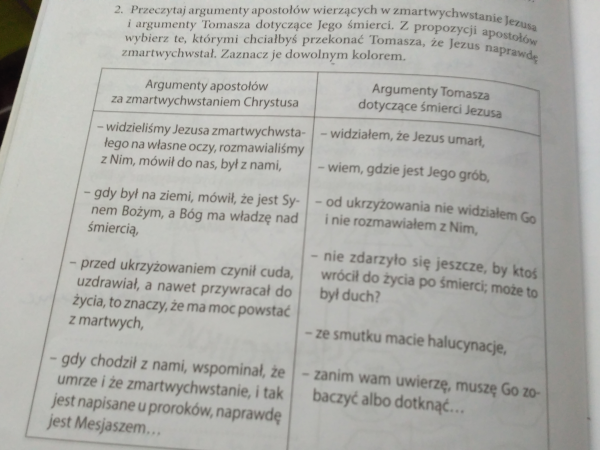 2. Przeczytaj argumenty apostołów wierzących w zmartwychwstanie Jezusa
i argumenty Tomasza dotyczące Jego śmierci. Z propozycji apostołów
wybierz te, którymi chciałbyś przekonać Tomasza, że Jezus naprawdę
zmartwychwstał. Zaznacz je dowolnym kolorem.
Argumenty apostołów
za zmartwychwstaniem Chrystusa
– widzieliśmy Jezusa zmartwychwsta-
łego na własne oczy, rozmawialiśmy
z Nim, mówił do nas, był z nami,
– gdy był na ziemi, mówił, że jest Sy-
nem Bożym, a Bóg ma władzę nad
śmiercią,
– przed ukrzyżowaniem czynił cuda,
uzdrawiał, a nawet przywracał do
życia, to znaczy, że ma moc powstać
z martwych,
– gdy chodził z nami, wspominał, że
umrze i że zmartwychwstanie, i tak
jest napisane u proroków, naprawdę
jest Mesjaszem...
Argumenty Tomasza
dotyczące śmierci Jezusa
– widziałem, że Jezus umarł,
– wiem, gdzie jest Jego grób,
– od ukrzyżowania nie widziałem Go
i nie rozmawiałem z Nim,
– nie zdarzyło się jeszcze, by ktoś
wrócił do życia po śmierci; może to
był duch?
– ze smutku macie halucynacje,
– zanim wam uwierzę, muszę Go zo-
baczyć albo dotknąć...